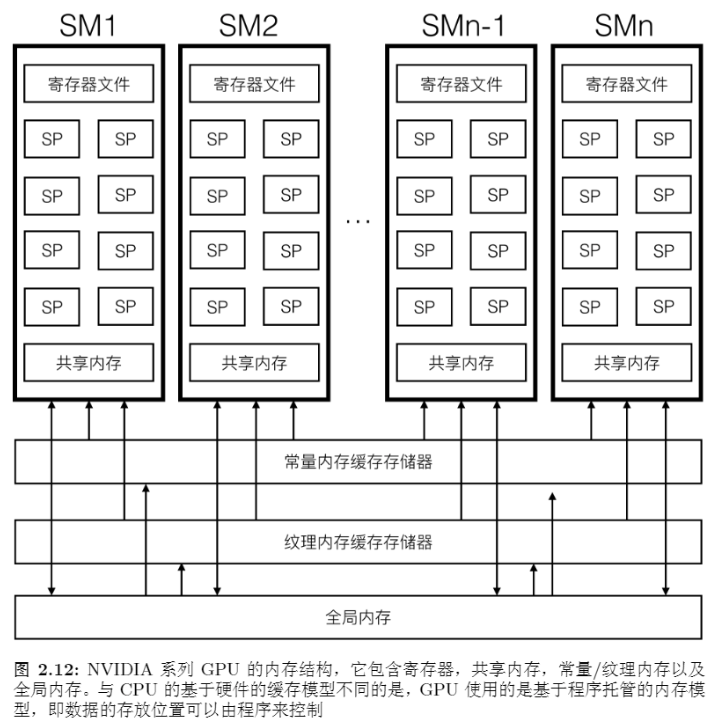 SM1 SM2 SMn-1 SMn
寄存器文件 寄存器文件 寄存器文件 寄存器文件
SP SP SP SP SP SP SP SP
SP SP SP SP SP SP SP SP
...
SP SP SP SP SP SP SP SP
SP SP SP SP SP SP SP SP
共享内存 共享内存 共享内存 共享内存
常量内存缓存存储器
纹理内存缓存存储器
全局内存
图 2.12: NVIDIA 系列 GPU 的内存结构，它包含寄存器，共享内存，常量/纹理内存以及
全局内存。与 CPU 的基于硬件的缓存模型不同的是，GPU 使用的是基于程序托管的内存模
型，即数据的存放位置可以由程序来控制